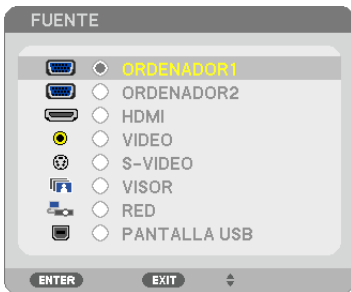 FUENTE
ORDENADOR1
ORDENADOR2
HDMI
VIDEO
S-VIDEO
VISOR
RED
PANTALLA USB
ENTER EXIT